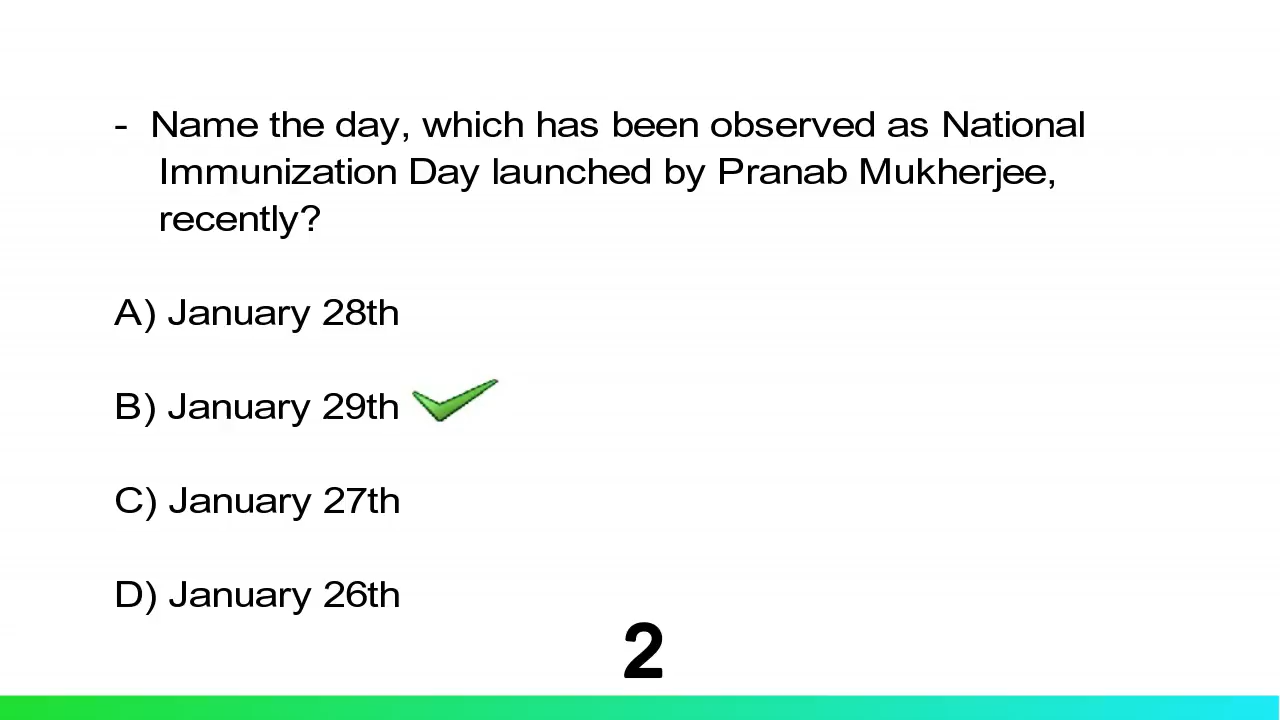 - Name the day, which has been observed as National
Immunization Day launched by Pranab Mukherjee,
recently?
A) January 28th
B) January 29th
C) January 27th
D) January 26th
2